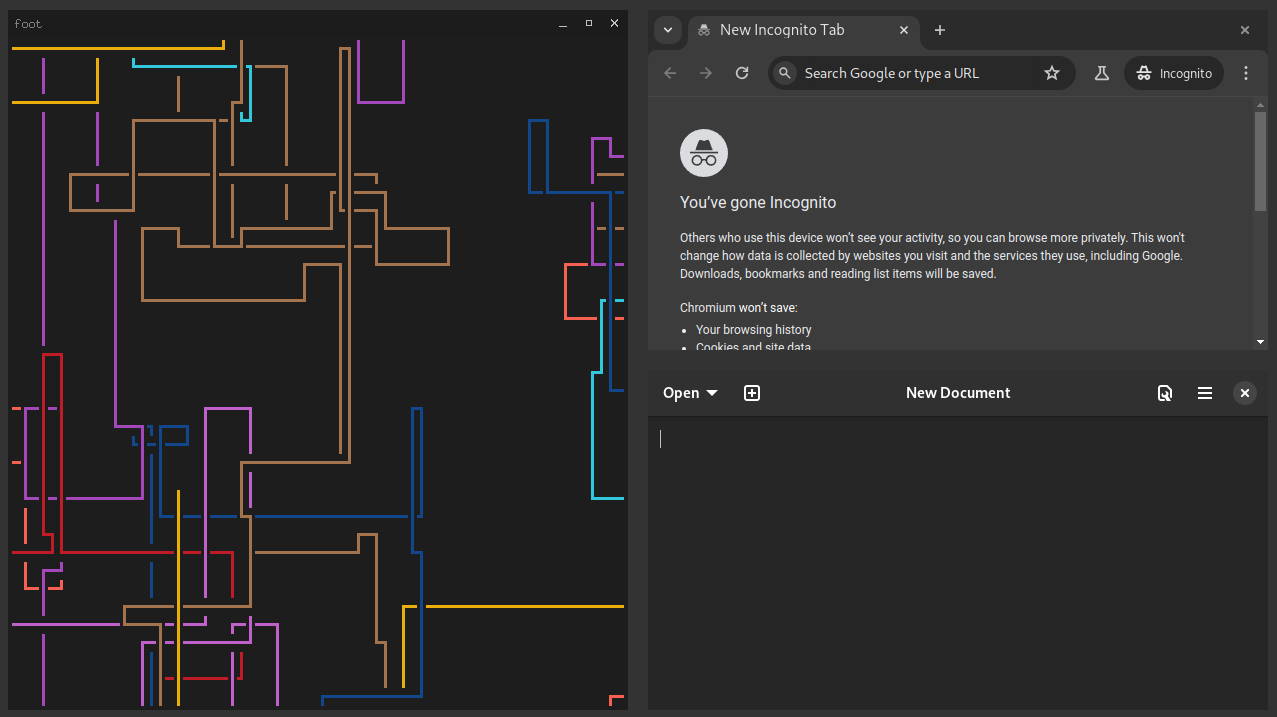 foot
New Incognito Tab
Search Google or type a URL
Incognito
You've gone Incognito
Others who use this device won't see your activity, so you can browse more privately. This won't
change how data is collected by websites you visit and the services they use, including Google.
Downloads, bookmarks and reading list items will be saved.
Chromium won't save:
• Your browsing history
• Cookies and site data
Open
New Document